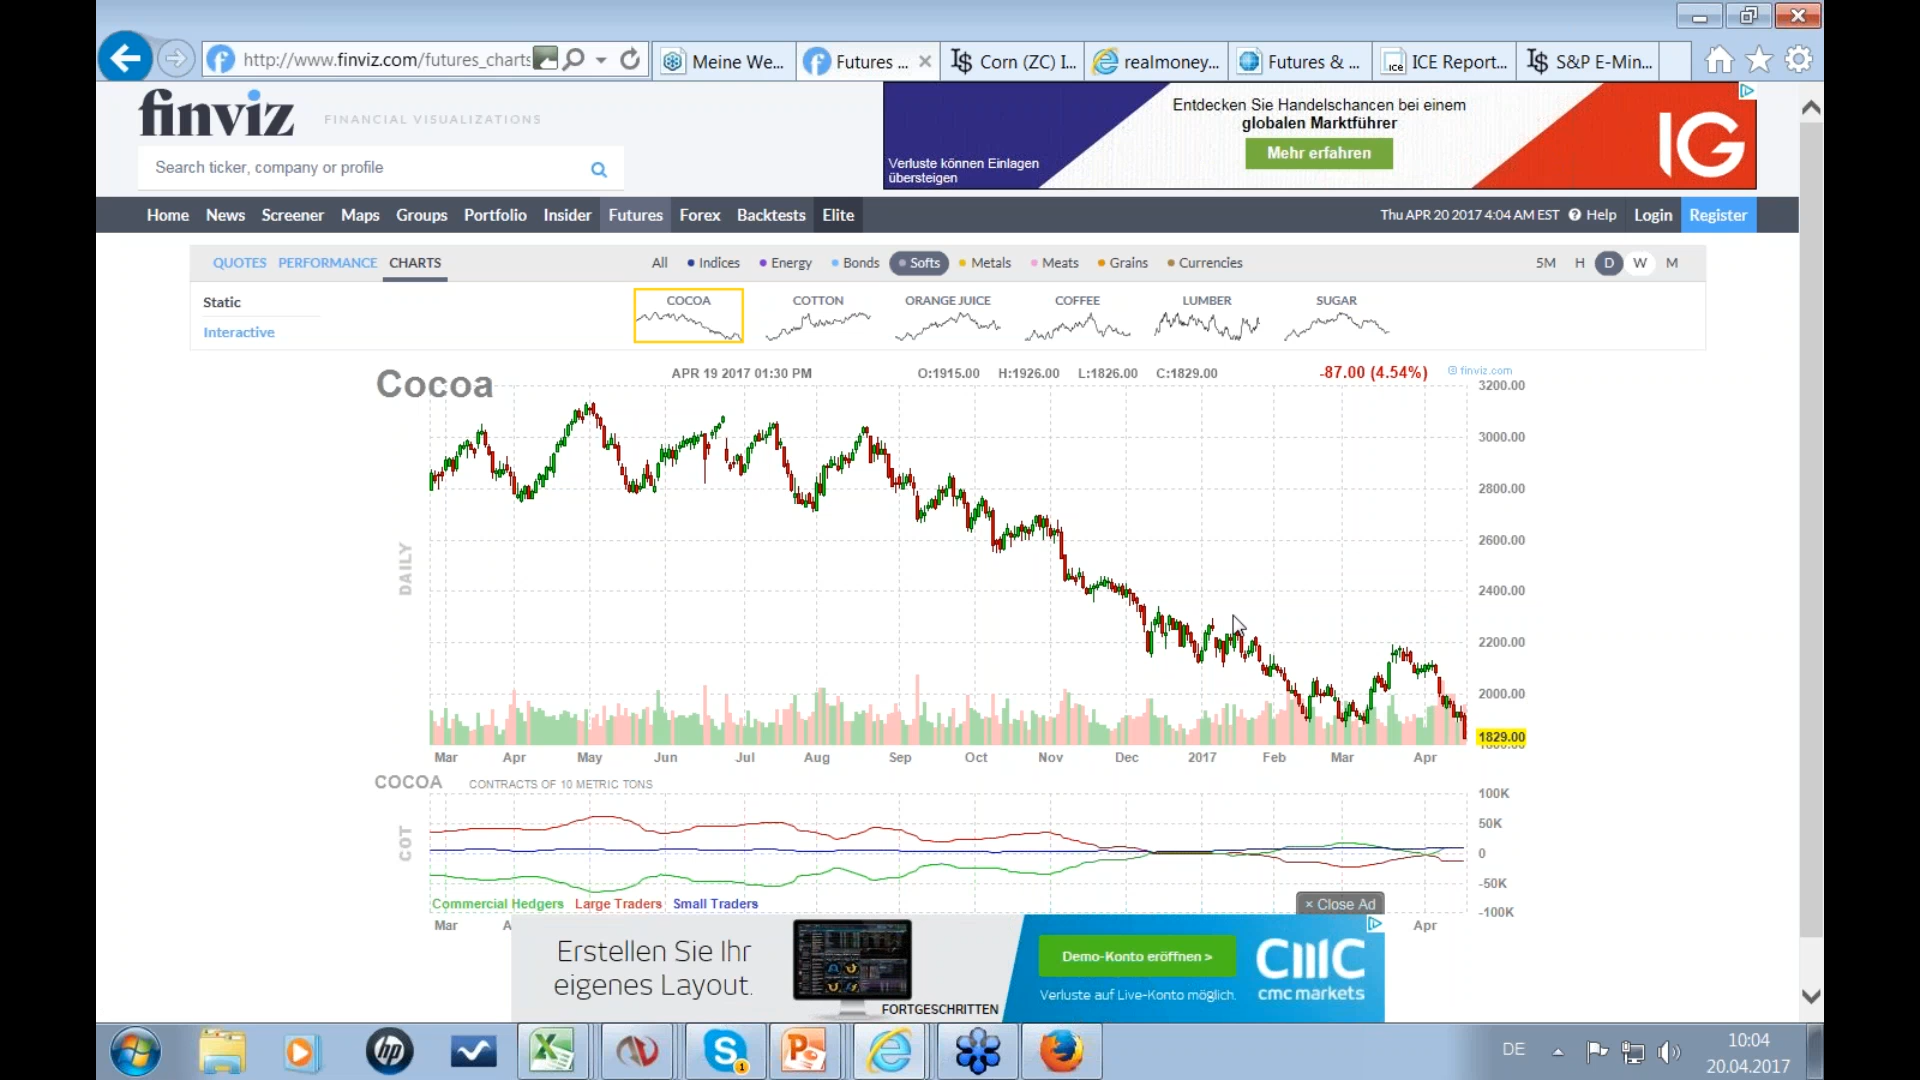 http://www.finviz.com/futures_charts
Meine We...
Futures ...
I$ Corn (ZC) I...
realmoney...
Futures & ...
ice ICE Report...
I$ S&P E-Min...
finviz FINANCIAL VISUALIZATIONS
Search ticker, company or profile
Entdecken Sie Handelschancen bei einem
globalen Marktführer
Mehr erfahren
Verluste können Einlagen
übersteigen
IG
Home News Screener Maps Groups Portfolio Insider Futures Forex Backtests Elite
Thu APR 20 2017 4:04 AM EST ? Help Login Register
QUOTES PERFORMANCE CHARTS
All Indices Energy Bonds Softs Metals Meats Grains Currencies
5M H D W M
Static
Interactive
COCOA COTTON ORANGE JUICE COFFEE LUMBER SUGAR
Cocoa
APR 19 2017 01:30 PM O:1915.00 H:1926.00 L:1826.00 C:1829.00 -87.00 (4.54%) © finviz.com
3200.00
3000.00
2800.00
2600.00
2400.00
2200.00
2000.00
1829.00
DAILY
Mar Apr May Jun Jul Aug Sep Oct Nov Dec 2017 Feb Mar Apr
COCOA CONTRACTS OF 10 METRIC TONS
100K
50K
0
-50K
-100K
COT
Commercial Hedgers Large Traders Small Traders
× Close Ad
Mar A Apr
Erstellen Sie Ihr
eigenes Layout.
FORTGESCHRITTEN
Demo-Konto eröffnen >
Verluste auf Live-Konto möglich.
cmc
cmc markets
hp
S 1
P
DE
10:04
20.04.2017